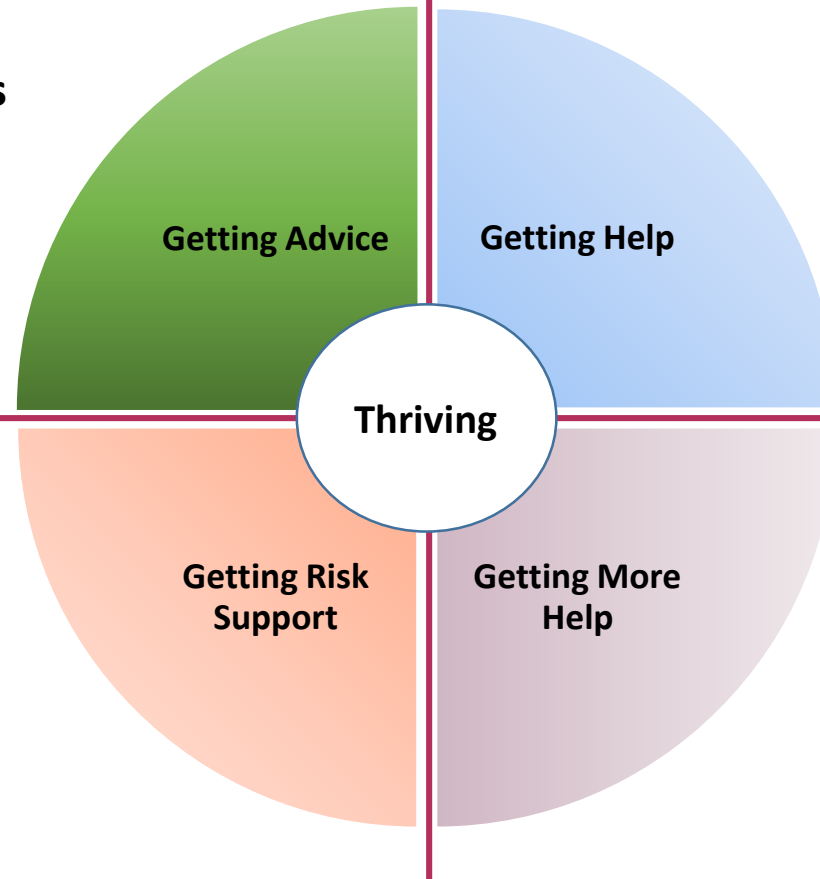 s
Getting Advice
Getting Help
Thriving
Getting Risk
Support
Getting More
Help